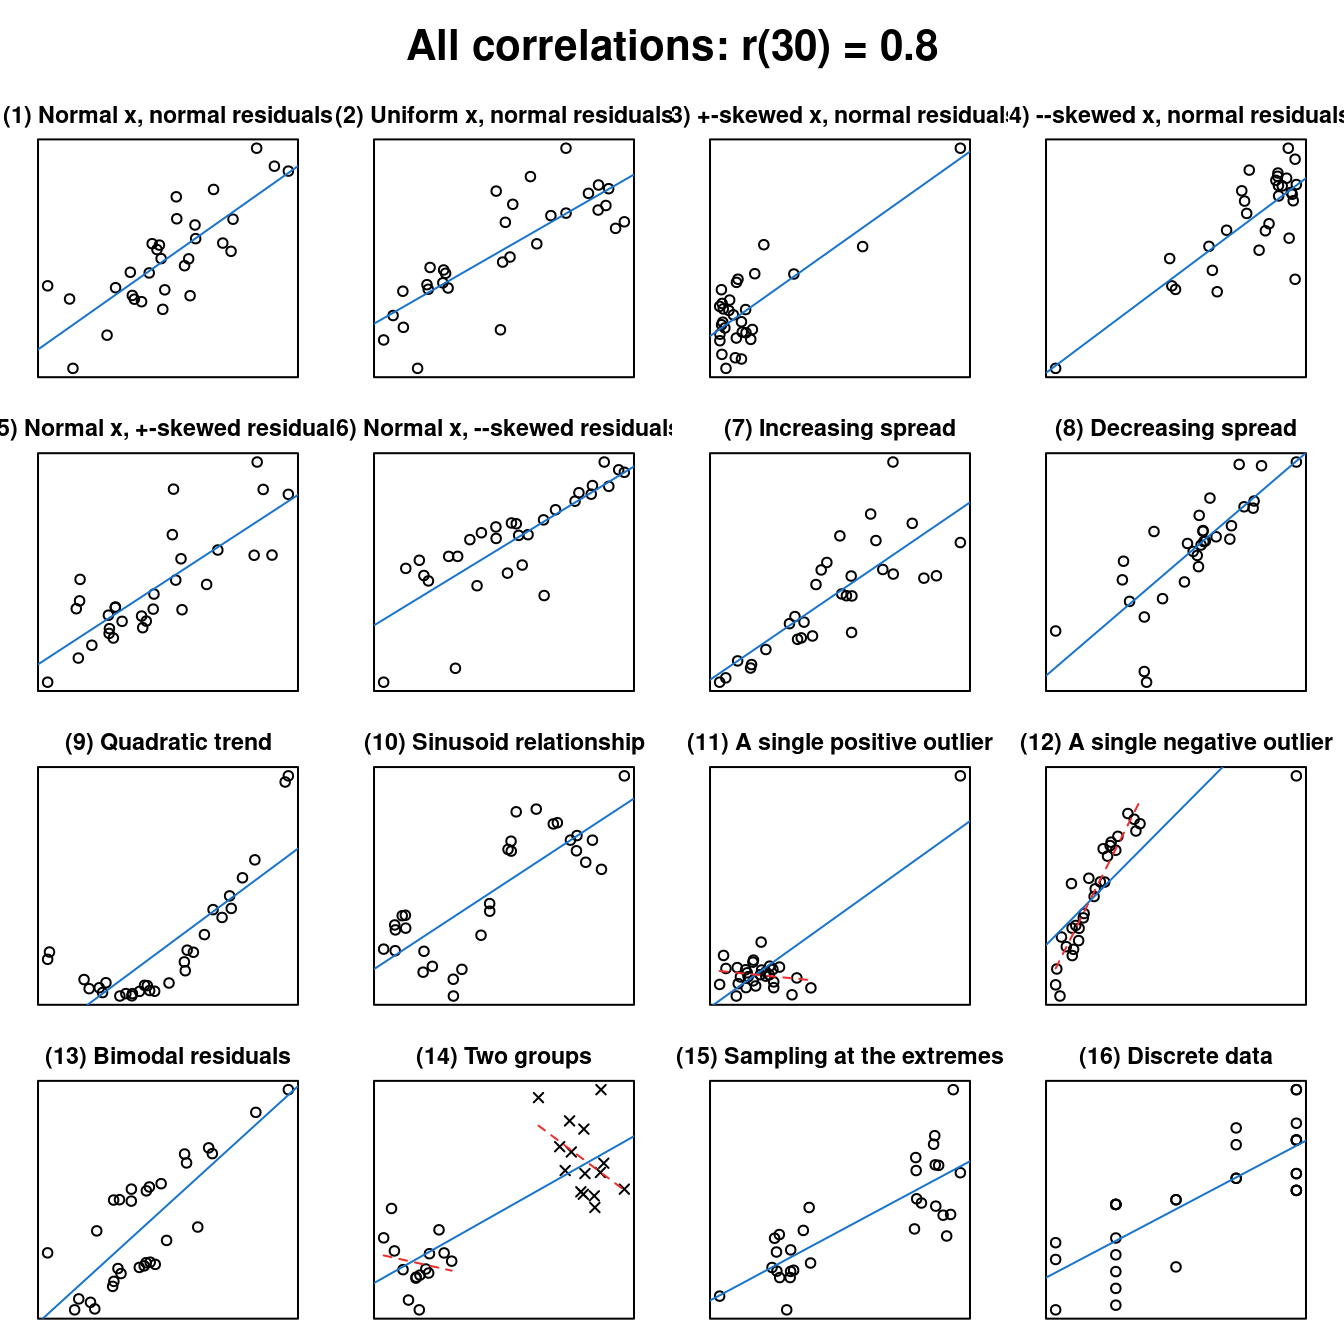 All correlations: r(30) = 0.8
(1) Normal x, normal residuals
(2) Uniform x, normal residuals
3) +-skewed x, normal residuals
4) --skewed x, normal residuals
5) Normal x, +-skewed residuals
6) Normal x, --skewed residuals
(7) Increasing spread
(8) Decreasing spread
(9) Quadratic trend
(10) Sinusoid relationship
(11) A single positive outlier
(12) A single negative outlier
(13) Bimodal residuals
(14) Two groups
(15) Sampling at the extremes
(16) Discrete data